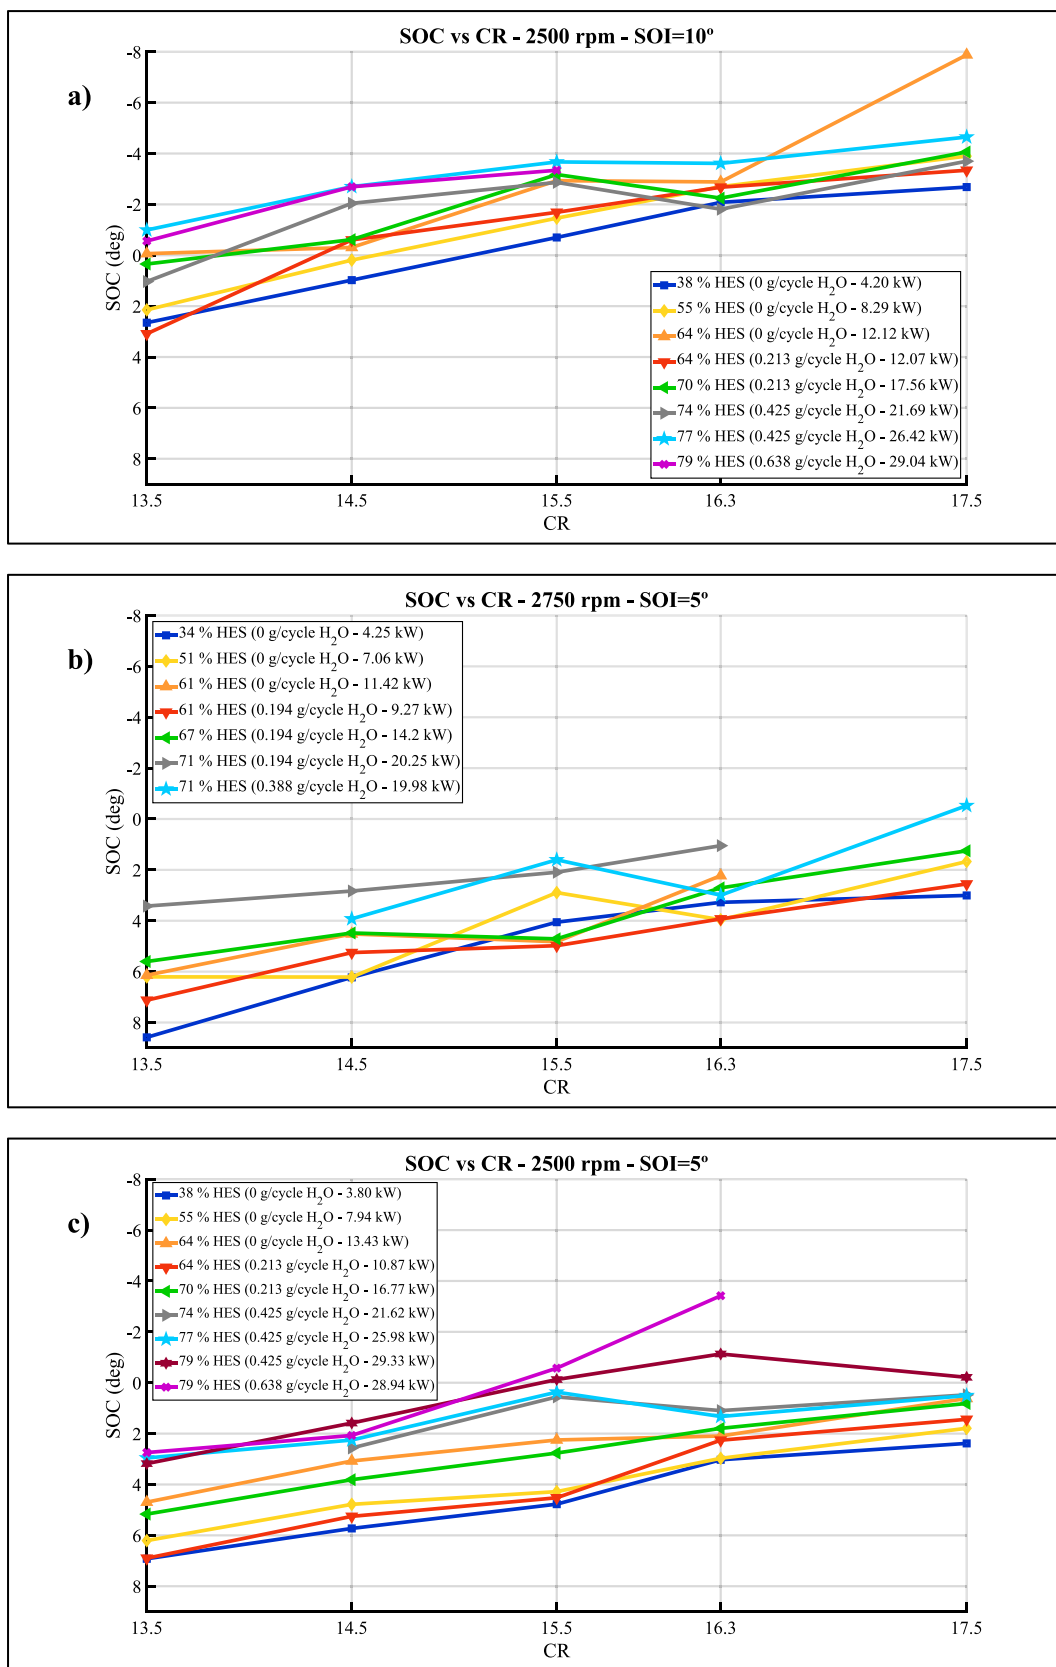 SOC vs CR - 2500 rpm - SOI=10º
a)
-8
-6
-4
-2
0
2
4
6
8
SOC (deg)
38 % HES (0 g/cycle H2O - 4.20 kW)
55 % HES (0 g/cycle H2O - 8.29 kW)
64 % HES (0 g/cycle H2O - 12.12 kW)
64 % HES (0.213 g/cycle H2O - 12.07 kW)
70 % HES (0.213 g/cycle H2O - 17.56 kW)
74 % HES (0.425 g/cycle H2O - 21.69 kW)
77 % HES (0.425 g/cycle H2O - 26.42 kW)
79 % HES (0.638 g/cycle H2O - 29.04 kW)
13.5 14.5 15.5 16.3 17.5
CR
SOC vs CR - 2750 rpm - SOI=5º
b)
-8
-6
-4
-2
0
2
4
6
8
SOC (deg)
34 % HES (0 g/cycle H2O - 4.25 kW)
51 % HES (0 g/cycle H2O - 7.06 kW)
61 % HES (0 g/cycle H2O - 11.42 kW)
61 % HES (0.194 g/cycle H2O - 9.27 kW)
67 % HES (0.194 g/cycle H2O - 14.2 kW)
71 % HES (0.194 g/cycle H2O - 20.25 kW)
71 % HES (0.388 g/cycle H2O - 19.98 kW)
13.5 14.5 15.5 16.3 17.5
CR
SOC vs CR - 2500 rpm - SOI=5º
c)
-8
-6
-4
-2
0
2
4
6
8
SOC (deg)
38 % HES (0 g/cycle H2O - 3.80 kW)
55 % HES (0 g/cycle H2O - 7.94 kW)
64 % HES (0 g/cycle H2O - 13.43 kW)
64 % HES (0.213 g/cycle H2O - 10.87 kW)
70 % HES (0.213 g/cycle H2O - 16.77 kW)
74 % HES (0.425 g/cycle H2O - 21.62 kW)
77 % HES (0.425 g/cycle H2O - 25.98 kW)
79 % HES (0.425 g/cycle H2O - 29.33 kW)
79 % HES (0.638 g/cycle H2O - 28.94 kW)
13.5 14.5 15.5 16.3 17.5
CR